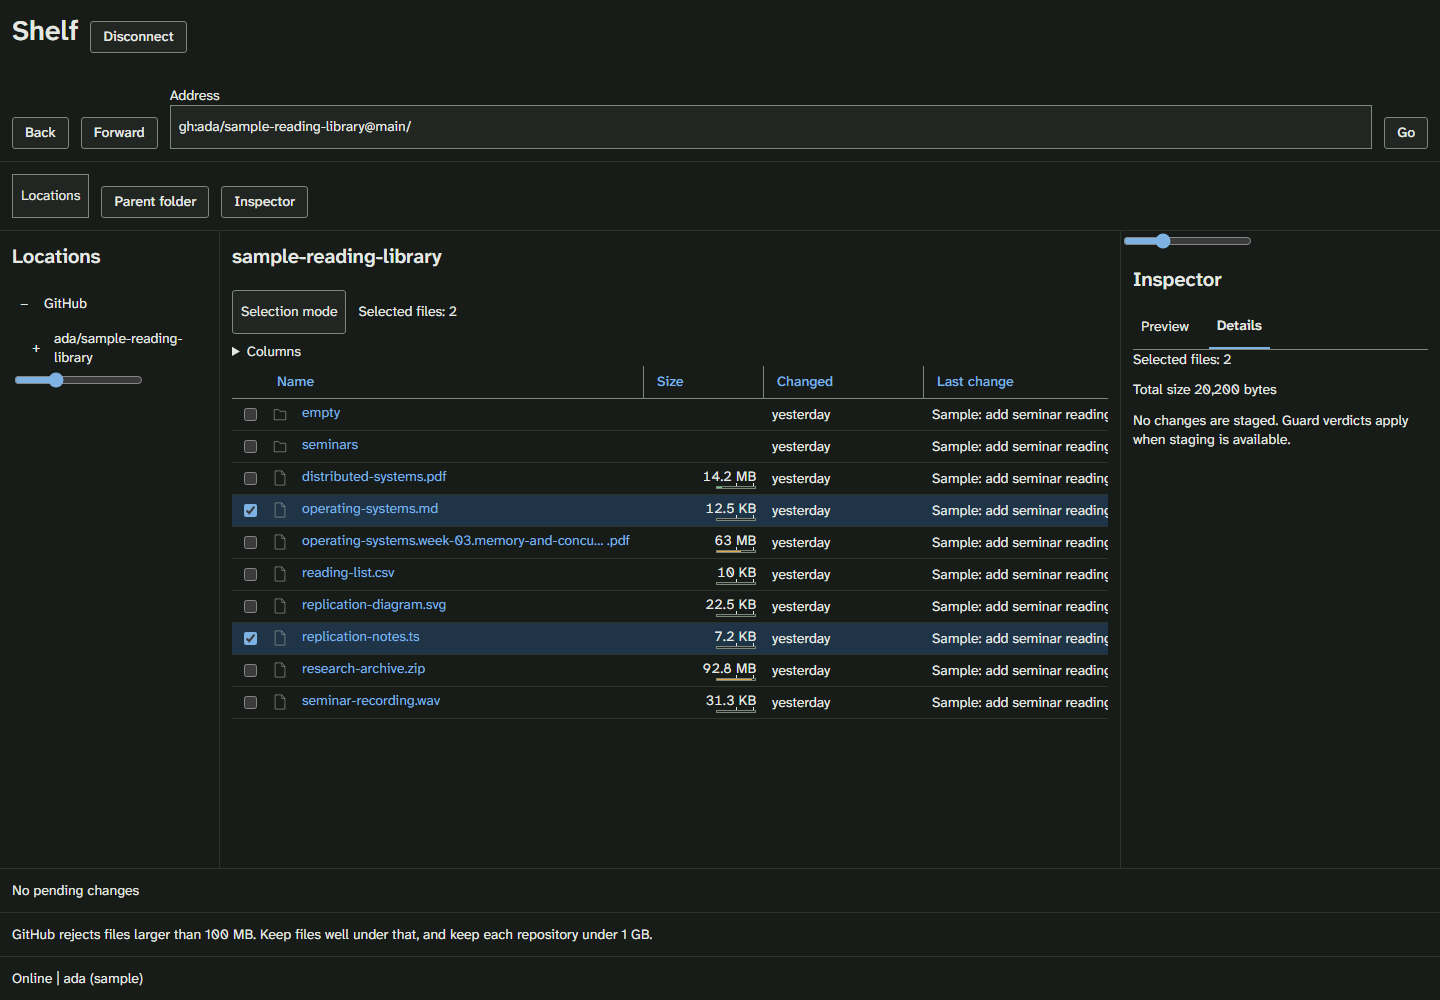 Shelf
Disconnect
Address
Back
Forward
gh:ada/sample-reading-library@main/
Go
Locations
Parent folder
Inspector
Locations
– GitHub
+ ada/sample-reading-
library
sample-reading-library
Selection mode
Selected files: 2
Columns
Name Size Changed Last change
empty yesterday Sample: add seminar reading
seminars yesterday Sample: add seminar reading
distributed-systems.pdf 14.2 MB yesterday Sample: add seminar reading
operating-systems.md 12.5 KB yesterday Sample: add seminar reading
operating-systems.week-03.memory-and-concu... .pdf 63 MB yesterday Sample: add seminar reading
reading-list.csv 10 KB yesterday Sample: add seminar reading
replication-diagram.svg 22.5 KB yesterday Sample: add seminar reading
replication-notes.ts 7.2 KB yesterday Sample: add seminar reading
research-archive.zip 92.8 MB yesterday Sample: add seminar reading
seminar-recording.wav 31.3 KB yesterday Sample: add seminar reading
Inspector
Preview Details
Selected files: 2
Total size 20,200 bytes
No changes are staged. Guard verdicts apply
when staging is available.
No pending changes
GitHub rejects files larger than 100 MB. Keep files well under that, and keep each repository under 1 GB.
Online | ada (sample)